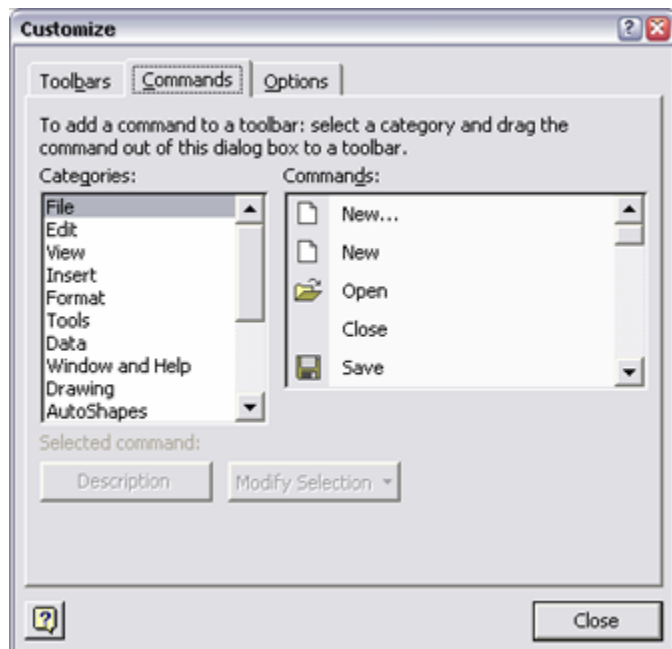 Customize
Toolbars Commands Options
To add a command to a toolbar: select a category and drag the
command out of this dialog box to a toolbar.
Categories: Commands:
File
Edit
View
Insert
Format
Tools
Data
Window and Help
Drawing
AutoShapes
New...
New
Open
Close
Save
Selected command:
Description Modify Selection
Close